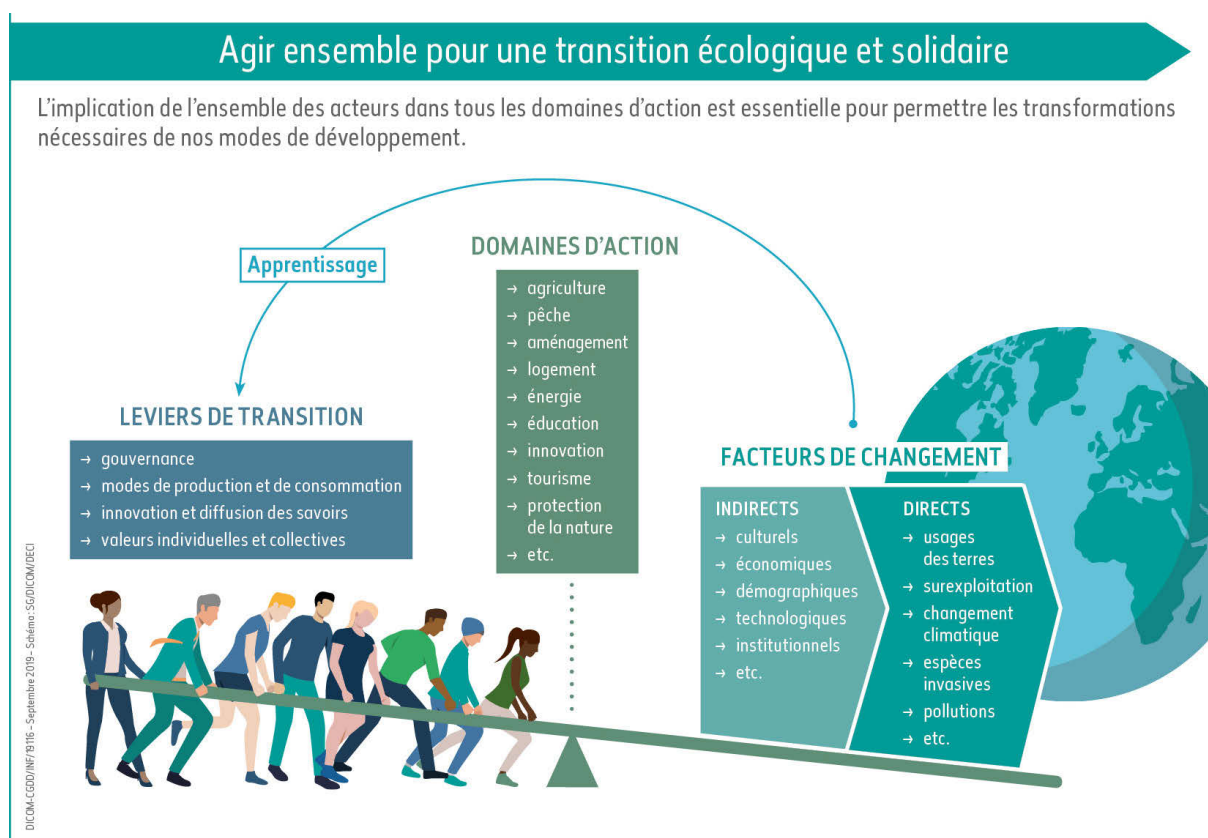 Agir ensemble pour une transition écologique et solidaire
L'implication de l'ensemble des acteurs dans tous les domaines d'action est essentielle pour permettre les transformations
nécessaires de nos modes de développement.
Apprentissage
DOMAINES D'ACTION
→ agriculture
→ pêche
→ aménagement
→ logement
→ énergie
→ éducation
→ innovation
→ tourisme
→ protection
de la nature
→ etc.
LEVIERS DE TRANSITION
→ gouvernance
→ modes de production et de consommation
→ innovation et diffusion des savoirs
→ valeurs individuelles et collectives
FACTEURS DE CHANGEMENT
INDIRECTS
→ culturels
→ économiques
→ démographiques
→ technologiques
→ institutionnels
→ etc.
DIRECTS
→ usages
des terres
→ surexploitation
→ changement
climatique
→ espèces
invasives
→ pollutions
→ etc.
DICOM-CGDD/INF/19116 – Septembre 2019 – Schéma : SG/DICOM/DECI